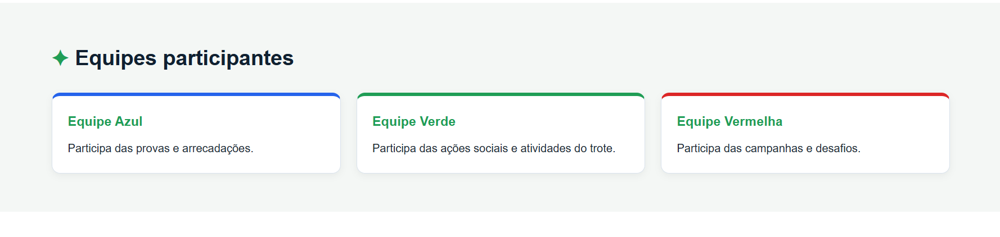 Equipes participantes
Equipe Azul
Participa das provas e arrecadações.
Equipe Verde
Participa das ações sociais e atividades do trote.
Equipe Vermelha
Participa das campanhas e desafios.